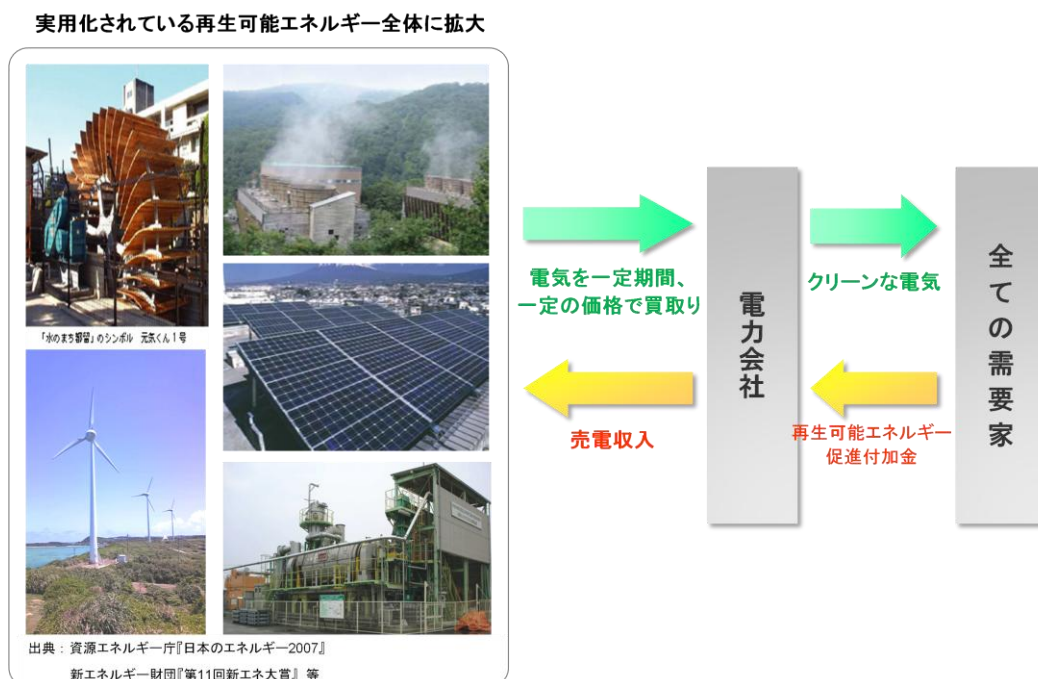 実用化されている再生可能エネルギー全体に拡大
「水のまち都留」のシンボル 元気くん1号
出典：資源エネルギー庁『日本のエネルギー2007』
新エネルギー財団『第11回新エネ大賞』 等
電気を一定期間、
一定の価格で買取り
売電収入
電力会社
クリーンな電気
再生可能エネルギー
促進付加金
全ての需要家